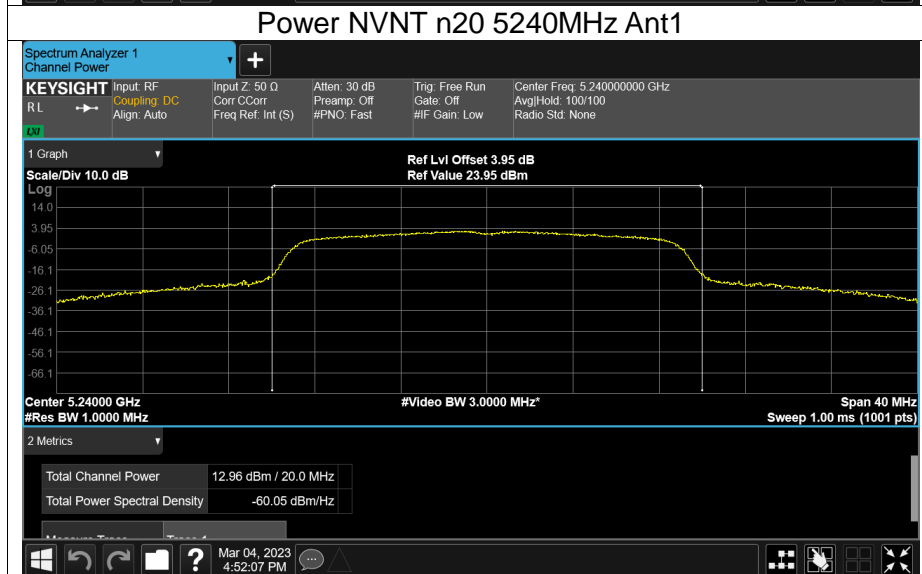 Power NVNT n20 5240MHz Ant1
Spectrum Analyzer 1
Channel Power
+
KEYSIGHT
R L
LXI
Input: RF
Coupling: DC
Align: Auto
Input Z: 50 Ω
Corr CCorr
Freq Ref: Int (S)
Atten: 30 dB
Preamp: Off
#PNO: Fast
Trig: Free Run
Gate: Off
#IF Gain: Low
Center Freq: 5.240000000 GHz
Avg|Hold: 100/100
Radio Std: None
1 Graph
Scale/Div 10.0 dB
Ref Lvl Offset 3.95 dB
Ref Value 23.95 dBm
Log
14.0
3.95
-6.05
-16.1
-26.1
-36.1
-46.1
-56.1
-66.1
Center 5.24000 GHz
#Video BW 3.0000 MHz*
Span 40 MHz
#Res BW 1.0000 MHz
Sweep 1.00 ms (1001 pts)
2 Metrics
Total Channel Power 12.96 dBm / 20.0 MHz
Total Power Spectral Density -60.05 dBm/Hz
?
Mar 04, 2023
4:52:07 PM